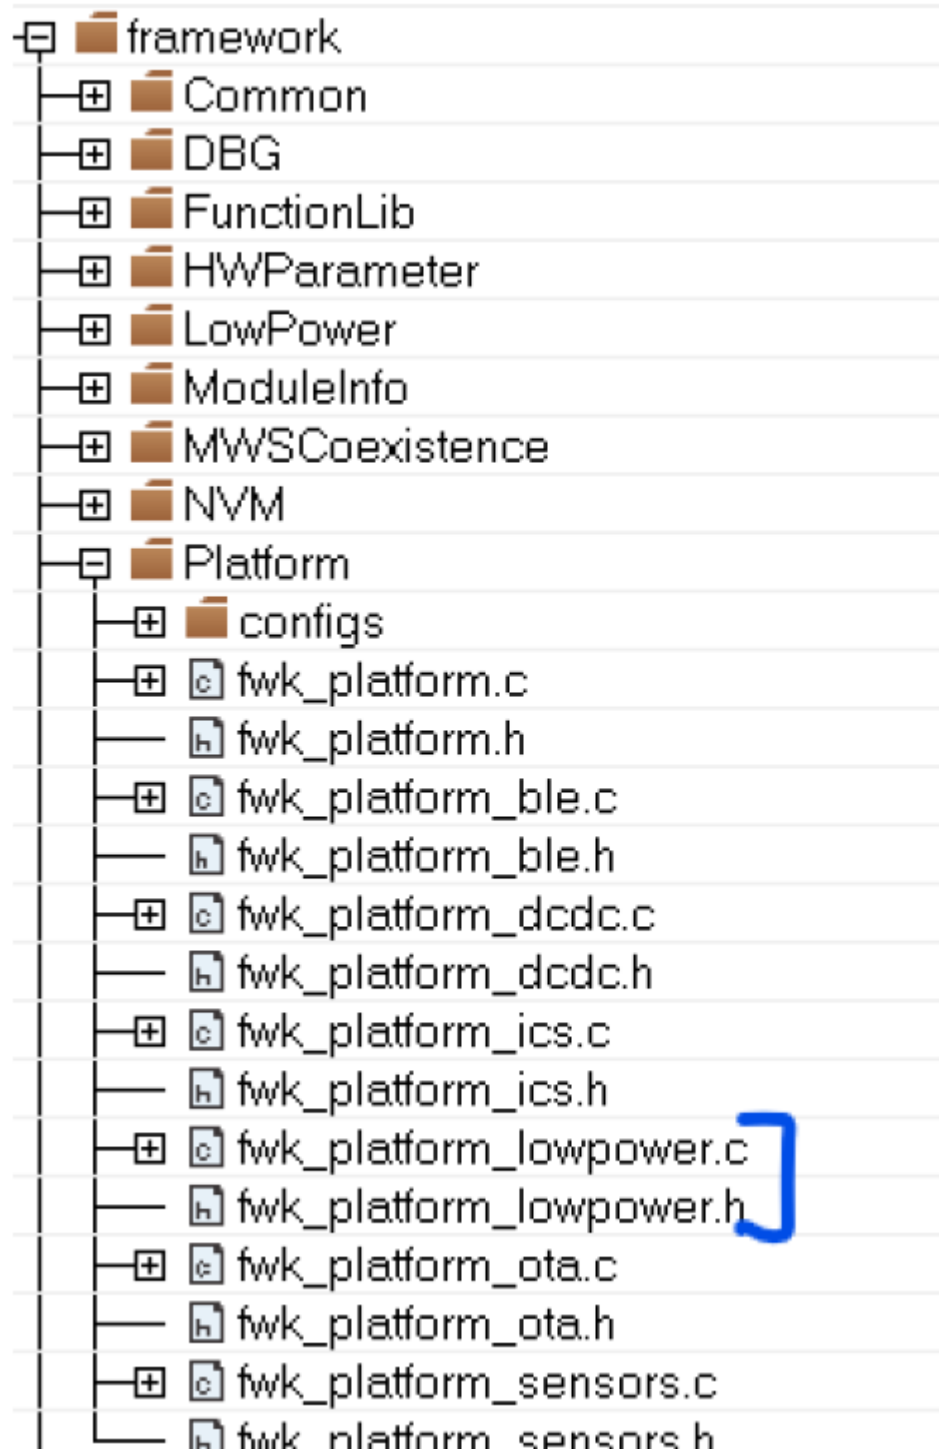 framework
Common
DBG
FunctionLib
HWParameter
LowPower
ModuleInfo
MWSCoexistence
NVM
Platform
configs
fwk_platform.c
fwk_platform.h
fwk_platform_ble.c
fwk_platform_ble.h
fwk_platform_dcdc.c
fwk_platform_dcdc.h
fwk_platform_ics.c
fwk_platform_ics.h
fwk_platform_lowpower.c
fwk_platform_lowpower.h
fwk_platform_ota.c
fwk_platform_ota.h
fwk_platform_sensors.c
fwk_platform_sensors.h